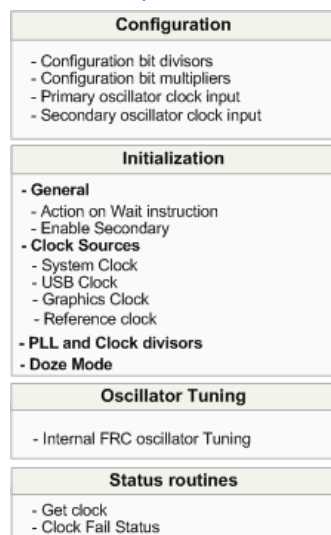 Configuration
- Configuration bit divisors
- Configuration bit multipliers
- Primary oscillator clock input
- Secondary oscillator clock input
Initialization
- General
- Action on Wait instruction
- Enable Secondary
- Clock Sources
- System Clock
- USB Clock
- Graphics Clock
- Reference clock
- PLL and Clock divisors
- Doze Mode
Oscillator Tuning
- Internal FRC oscillator Tuning
Status routines
- Get clock
- Clock Fail Status